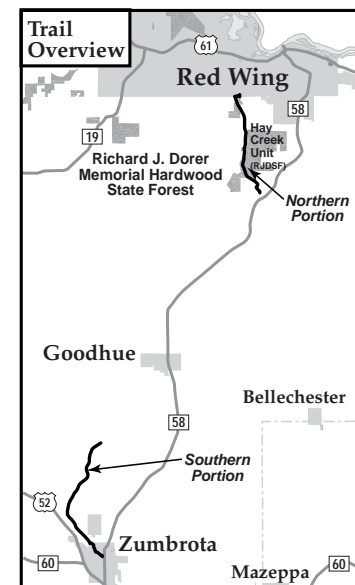 Trail
Overview
61
Red Wing
58
19
Hay
Creek
Unit
(RJDSF)
Richard J. Dorer
Memorial Hardwood
State Forest
Northern
Portion
Goodhue
Bellechester
58
Southern
Portion
52
Zumbrota
60
60
Mazeppa